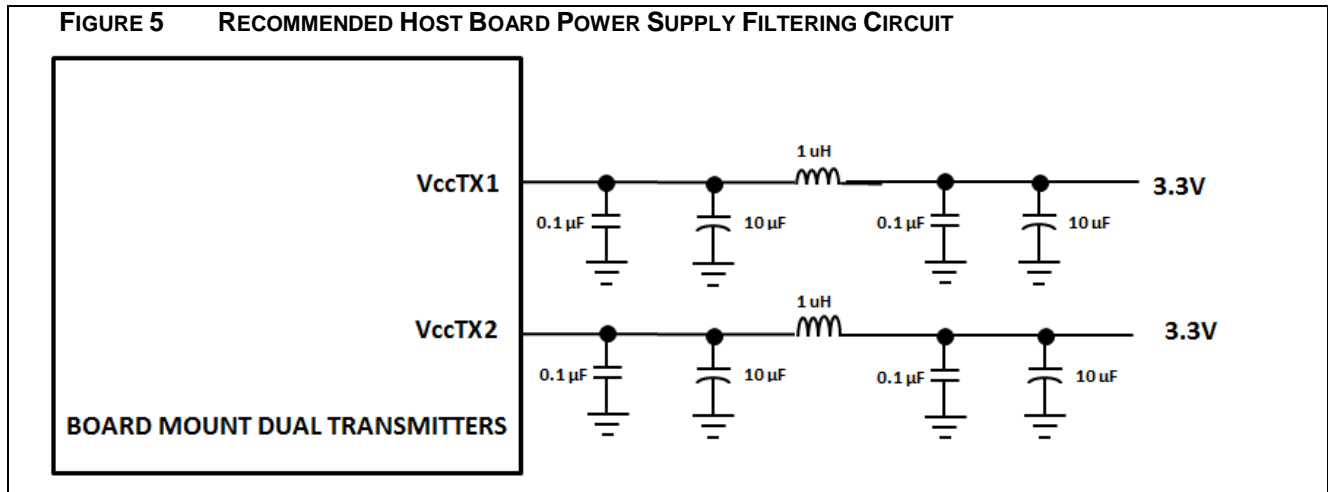 FIGURE 5 RECOMMENDED HOST BOARD POWER SUPPLY FILTERING CIRCUIT
1 uH
VccTX1
3.3V
0.1 µF
10 µF
0.1 µF
10 uF
1 uH
VccTX2
3.3V
0.1 µF
10 µF
0.1 µF
10 uF
BOARD MOUNT DUAL TRANSMITTERS